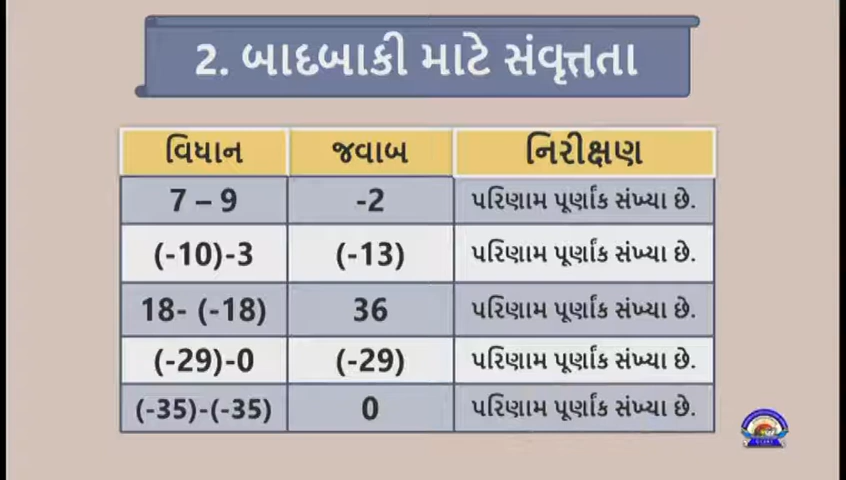 2. બાદબાકી માટે સંવૃત્તતા
વિધાન જવાબ નિરીક્ષણ
7 – 9 -2 પરિણામ પૂર્ણાંક સંખ્યા છે.
(-10)-3 (-13) પરિણામ પૂર્ણાંક સંખ્યા છે.
18- (-18) 36 પરિણામ પૂર્ણાંક સંખ્યા છે.
(-29)-0 (-29) પરિણામ પૂર્ણાંક સંખ્યા છે.
(-35)-(-35) 0 પરિણામ પૂર્ણાંક સંખ્યા છે.